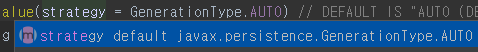 alue(strategy = GenerationType.AUTO) // DEFAULT IS "AUTO (DE
g m strategy default javax.persistence.GenerationType.AUTO